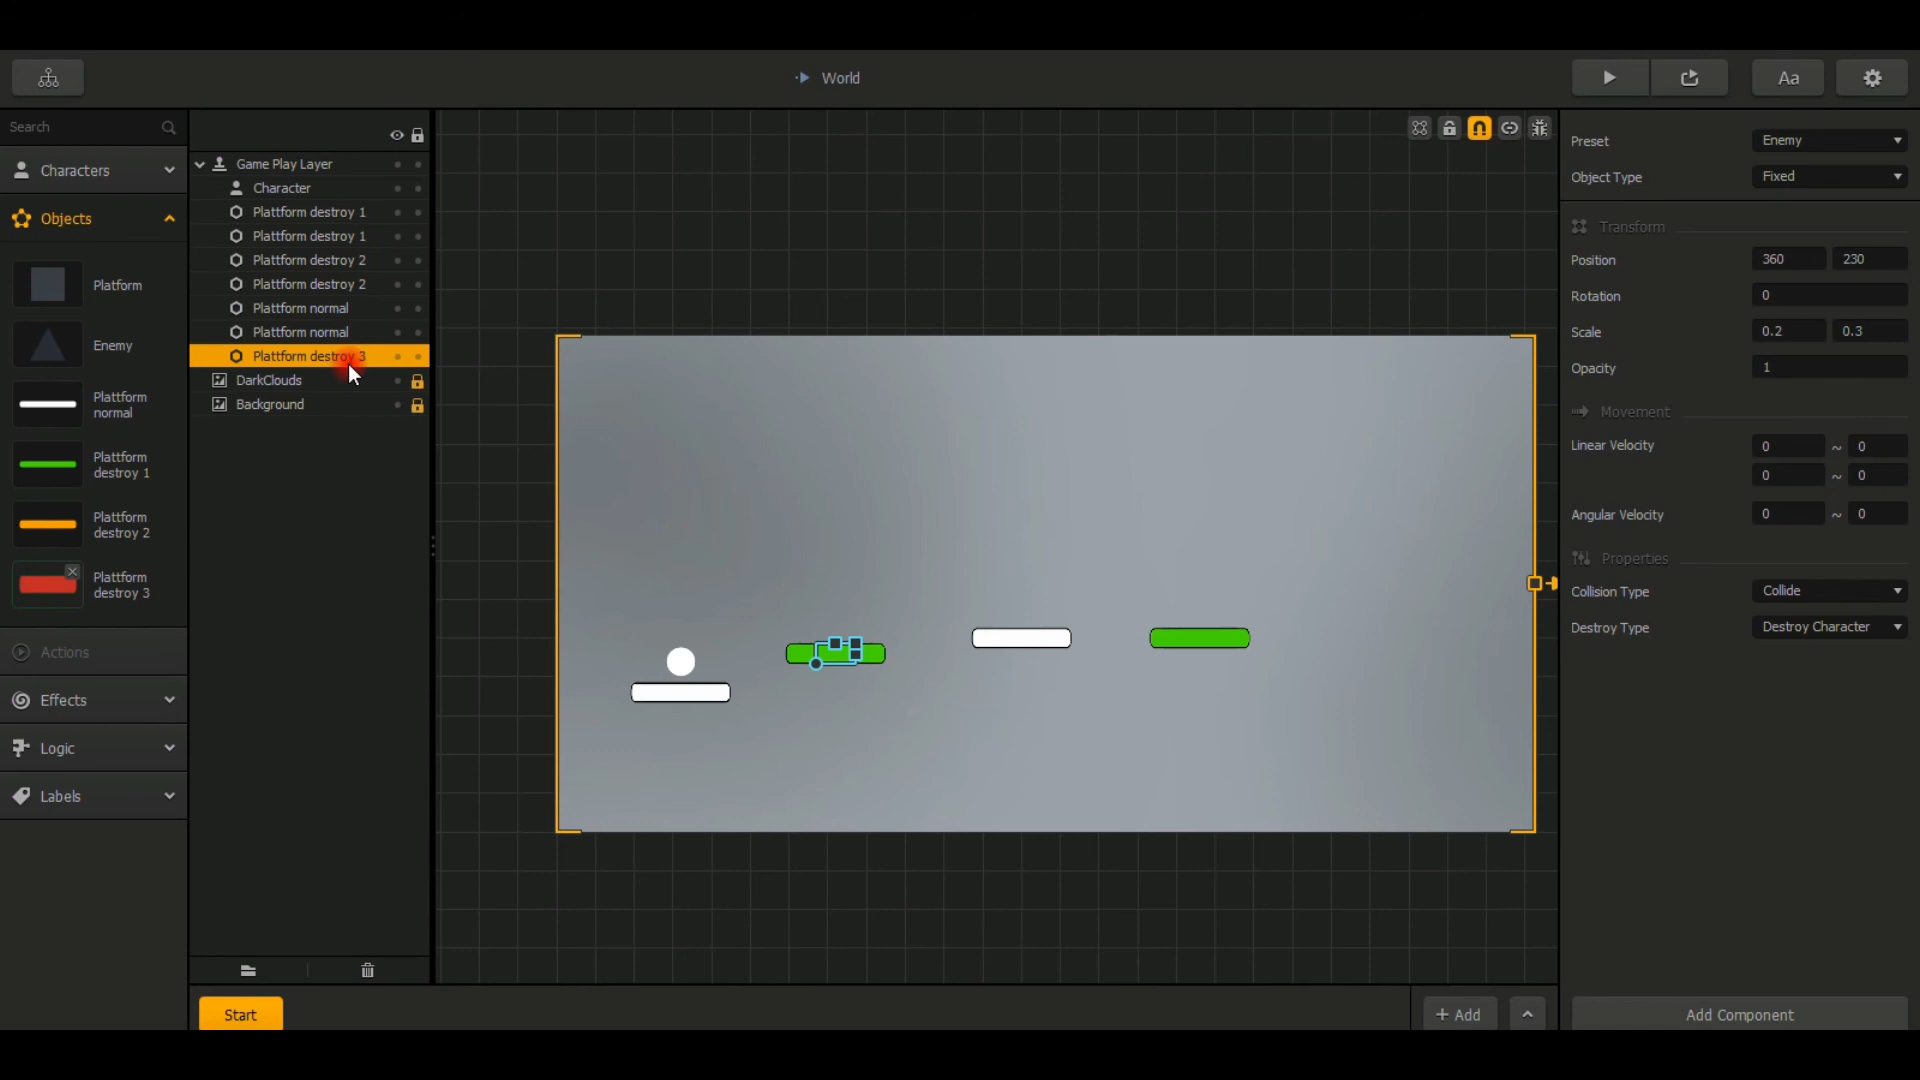 World
Aa
Search
Characters
Objects
Platform
Enemy
Plattform
normal
Plattform
destroy 1
Plattform
destroy 2
Plattform
destroy 3
Actions
Effects
Logic
Labels
Game Play Layer
Character
Plattform destroy 1
Plattform destroy 1
Plattform destroy 2
Plattform destroy 2
Plattform normal
Plattform normal
Plattform destroy 3
DarkClouds
Background
Start
+ Add
Preset Enemy
Object Type Fixed
Transform
Position 360 230
Rotation 0
Scale 0.2 0.3
Opacity 1
Movement
Linear Velocity 0 ~ 0
0 ~ 0
Angular Velocity 0 ~ 0
Properties
Collision Type Collide
Destroy Type Destroy Character
Add Component